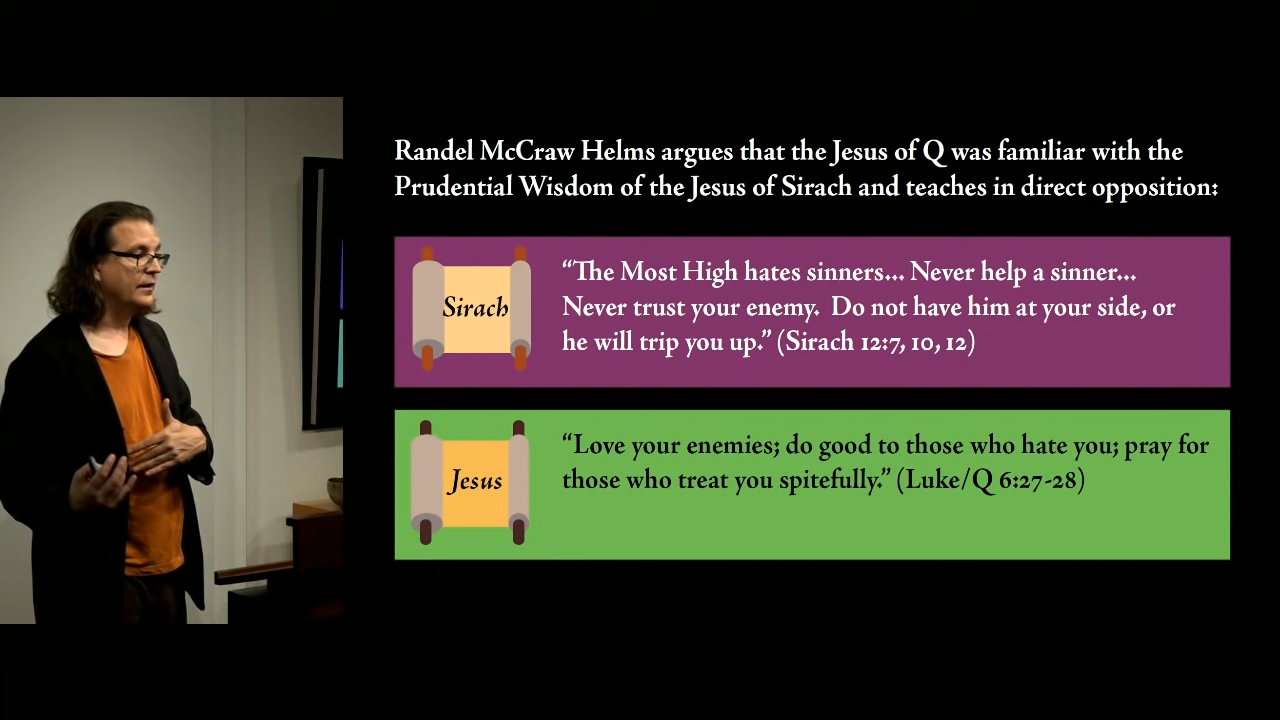 Randel McCraw Helms argues that the Jesus of Q was familiar with the
Prudential Wisdom of the Jesus of Sirach and teaches in direct opposition:
Sirach
“The Most High hates sinners... Never help a sinner...
Never trust your enemy.  Do not have him at your side, or
he will trip you up.” (Sirach 12:7, 10, 12)
Jesus
“Love your enemies; do good to those who hate you; pray for
those who treat you spitefully.” (Luke/Q 6:27-28)